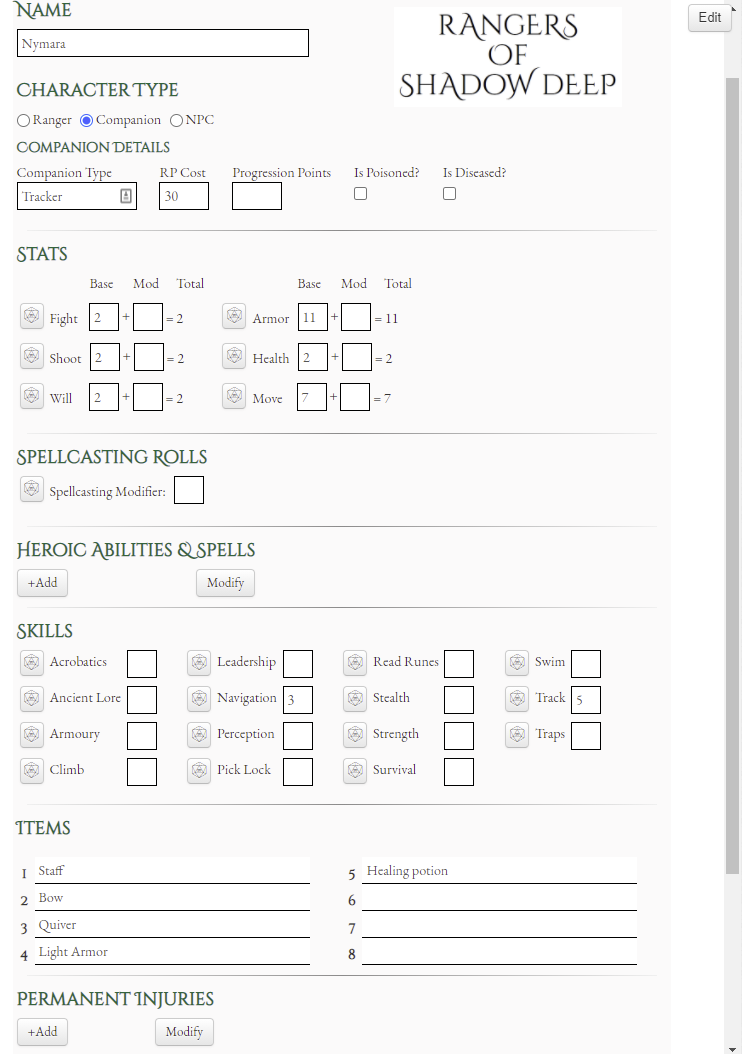 NAME
Edit
RANGERS
OF
SHADOW DEEP
Nymara
CHARACTER TYPE
Ranger Companion NPC
COMPANION DETAILS
Companion Type RP Cost Progression Points Is Poisoned? Is Diseased?
Tracker 30
STATS
Base Mod Total Base Mod Total
Fight 2 + = 2 Armor 11 + = 11
Shoot 2 + = 2 Health 2 + = 2
Will 2 + = 2 Move 7 + = 7
SPELLCASTING ROLLS
Spellcasting Modifier:
HEROIC ABILITIES & SPELLS
+Add Modify
SKILLS
Acrobatics Leadership Read Runes Swim
Ancient Lore Navigation 3 Stealth Track 5
Armoury Perception Strength Traps
Climb Pick Lock Survival
ITEMS
1 Staff 5 Healing potion
2 Bow 6
3 Quiver 7
4 Light Armor 8
PERMANENT INJURIES
+Add Modify